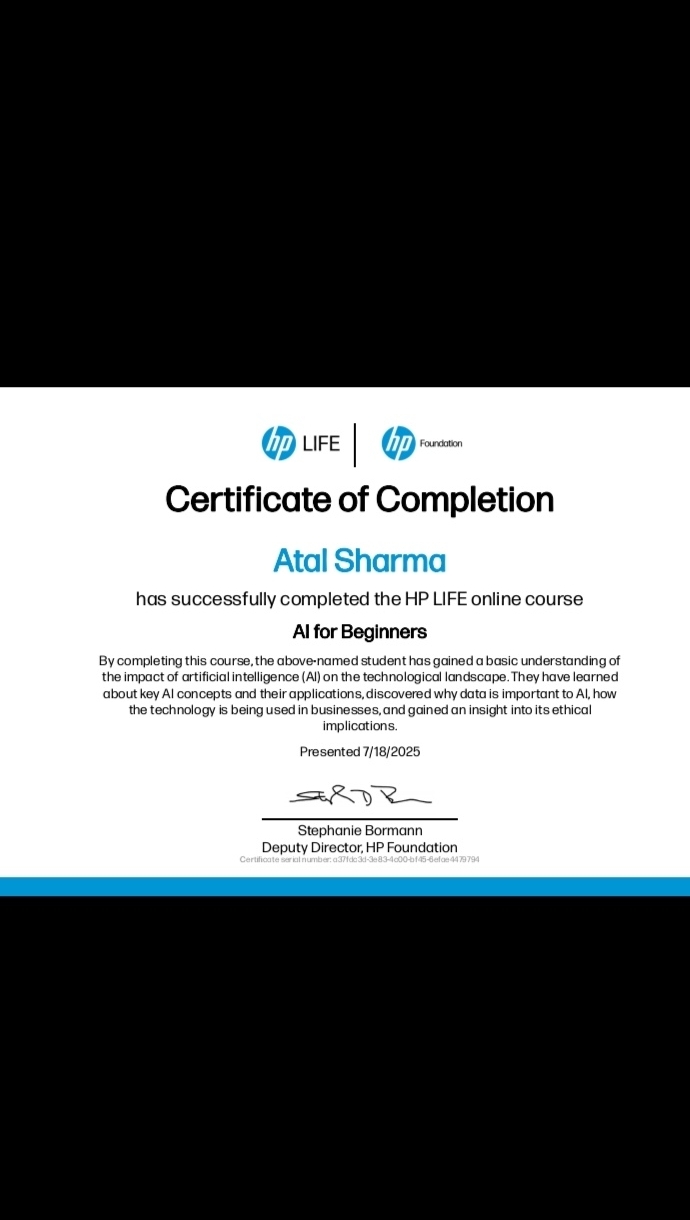 hp LIFE | hp Foundation
Certificate of Completion
Atal Sharma
has successfully completed the HP LIFE online course
AI for Beginners
By completing this course, the above-named student has gained a basic understanding of
the impact of artificial intelligence (AI) on the technological landscape. They have learned
about key AI concepts and their applications, discovered why data is important to AI, how
the technology is being used in businesses, and gained an insight into its ethical
implications.
Presented 7/18/2025
Stephanie Bormann
Deputy Director, HP Foundation
Certificate serial number: a37fdc3d-3e83-4c00-bf45-6efae4479794